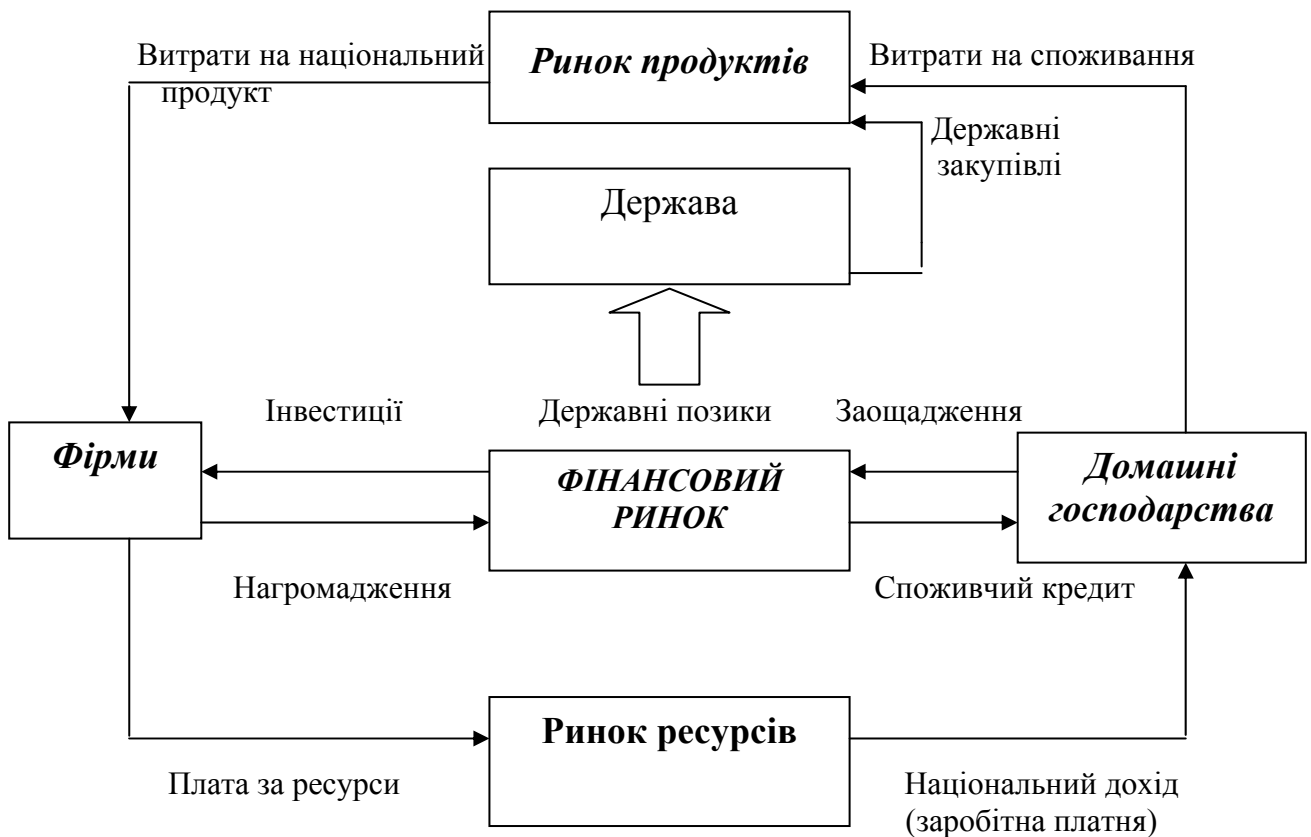 Витрати на національний
продукт
Ринок продуктів
Витрати на споживання
Державні
закупівлі
Держава
Інвестиції
Державні позики
Заощадження
Фірми
ФІНАНСОВИЙ
РИНОК
Домашні
господарства
Нагромадження
Споживчий кредит
Ринок ресурсів
Плата за ресурси
Національний дохід
(заробітна платня)